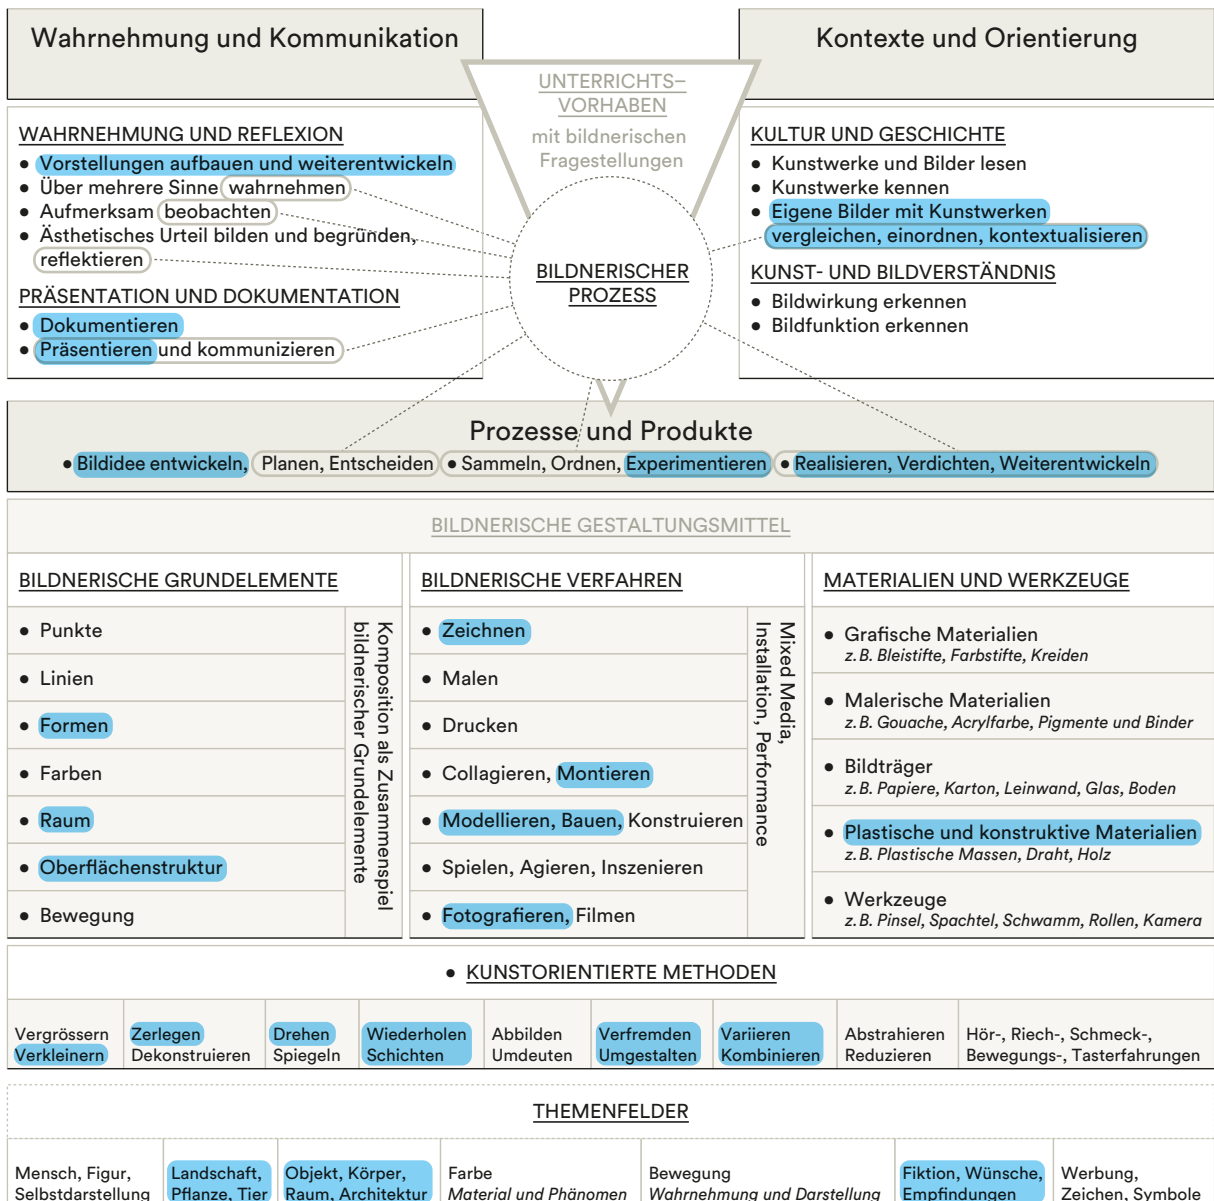 Wahrnehmung und Kommunikation
Kontexte und Orientierung
UNTERRICHTS–
VORHABEN
mit bildnerischen
Fragestellungen
WAHRNEHMUNG UND REFLEXION
• Vorstellungen aufbauen und weiterentwickeln
• Über mehrere Sinne wahrnehmen
• Aufmerksam beobachten
• Ästhetisches Urteil bilden und begründen,
reflektieren
PRÄSENTATION UND DOKUMENTATION
• Dokumentieren
• Präsentieren und kommunizieren
BILDNERISCHER
PROZESS
KULTUR UND GESCHICHTE
• Kunstwerke und Bilder lesen
• Kunstwerke kennen
• Eigene Bilder mit Kunstwerken
vergleichen, einordnen, kontextualisieren
KUNST- UND BILDVERSTÄNDNIS
• Bildwirkung erkennen
• Bildfunktion erkennen
Prozesse und Produkte
• Bildidee entwickeln, Planen, Entscheiden • Sammeln, Ordnen, Experimentieren • Realisieren, Verdichten, Weiterentwickeln
BILDNERISCHE GESTALTUNGSMITTEL
BILDNERISCHE GRUNDELEMENTE
• Punkte
• Linien
• Formen
• Farben
• Raum
• Oberflächenstruktur
• Bewegung
Komposition als Zusammenspiel
bildnerischer Grundelemente
BILDNERISCHE VERFAHREN
• Zeichnen
• Malen
• Drucken
• Collagieren, Montieren
• Modellieren, Bauen, Konstruieren
• Spielen, Agieren, Inszenieren
• Fotografieren, Filmen
Mixed Media,
Installation, Performance
MATERIALIEN UND WERKZEUGE
• Grafische Materialien
z. B. Bleistifte, Farbstifte, Kreiden
• Malerische Materialien
z. B. Gouache, Acrylfarbe, Pigmente und Binder
• Bildträger
z. B. Papiere, Karton, Leinwand, Glas, Boden
• Plastische und konstruktive Materialien
z. B. Plastische Massen, Draht, Holz
• Werkzeuge
z. B. Pinsel, Spachtel, Schwamm, Rollen, Kamera
• KUNSTORIENTIERTE METHODEN
Vergrössern
Verkleinern
Zerlegen
Dekonstruieren
Drehen
Spiegeln
Wiederholen
Schichten
Abbilden
Umdeuten
Verfremden
Umgestalten
Variieren
Kombinieren
Abstrahieren
Reduzieren
Hör-, Riech-, Schmeck-,
Bewegungs-, Tasterfahrungen
THEMENFELDER
Mensch, Figur,
Selbstdarstellung
Landschaft,
Pflanze, Tier
Objekt, Körper,
Raum, Architektur
Farbe
Material und Phänomen
Bewegung
Wahrnehmung und Darstellung
Fiktion, Wünsche,
Empfindungen
Werbung,
Zeichen, Symbole